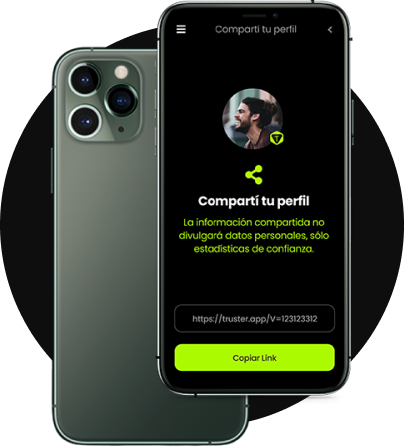 Compartí tu perfil
Compartí tu perfil
La información compartida no
divulgará datos personales, sólo
estadísticas de confianza.
https://truster.app/V=123123312
Copiar Link